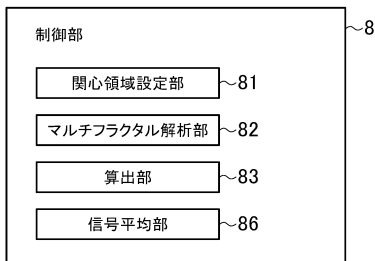 制御部 8
関心領域設定部 81
マルチフラクタル解析部 82
算出部 83
信号平均部 86